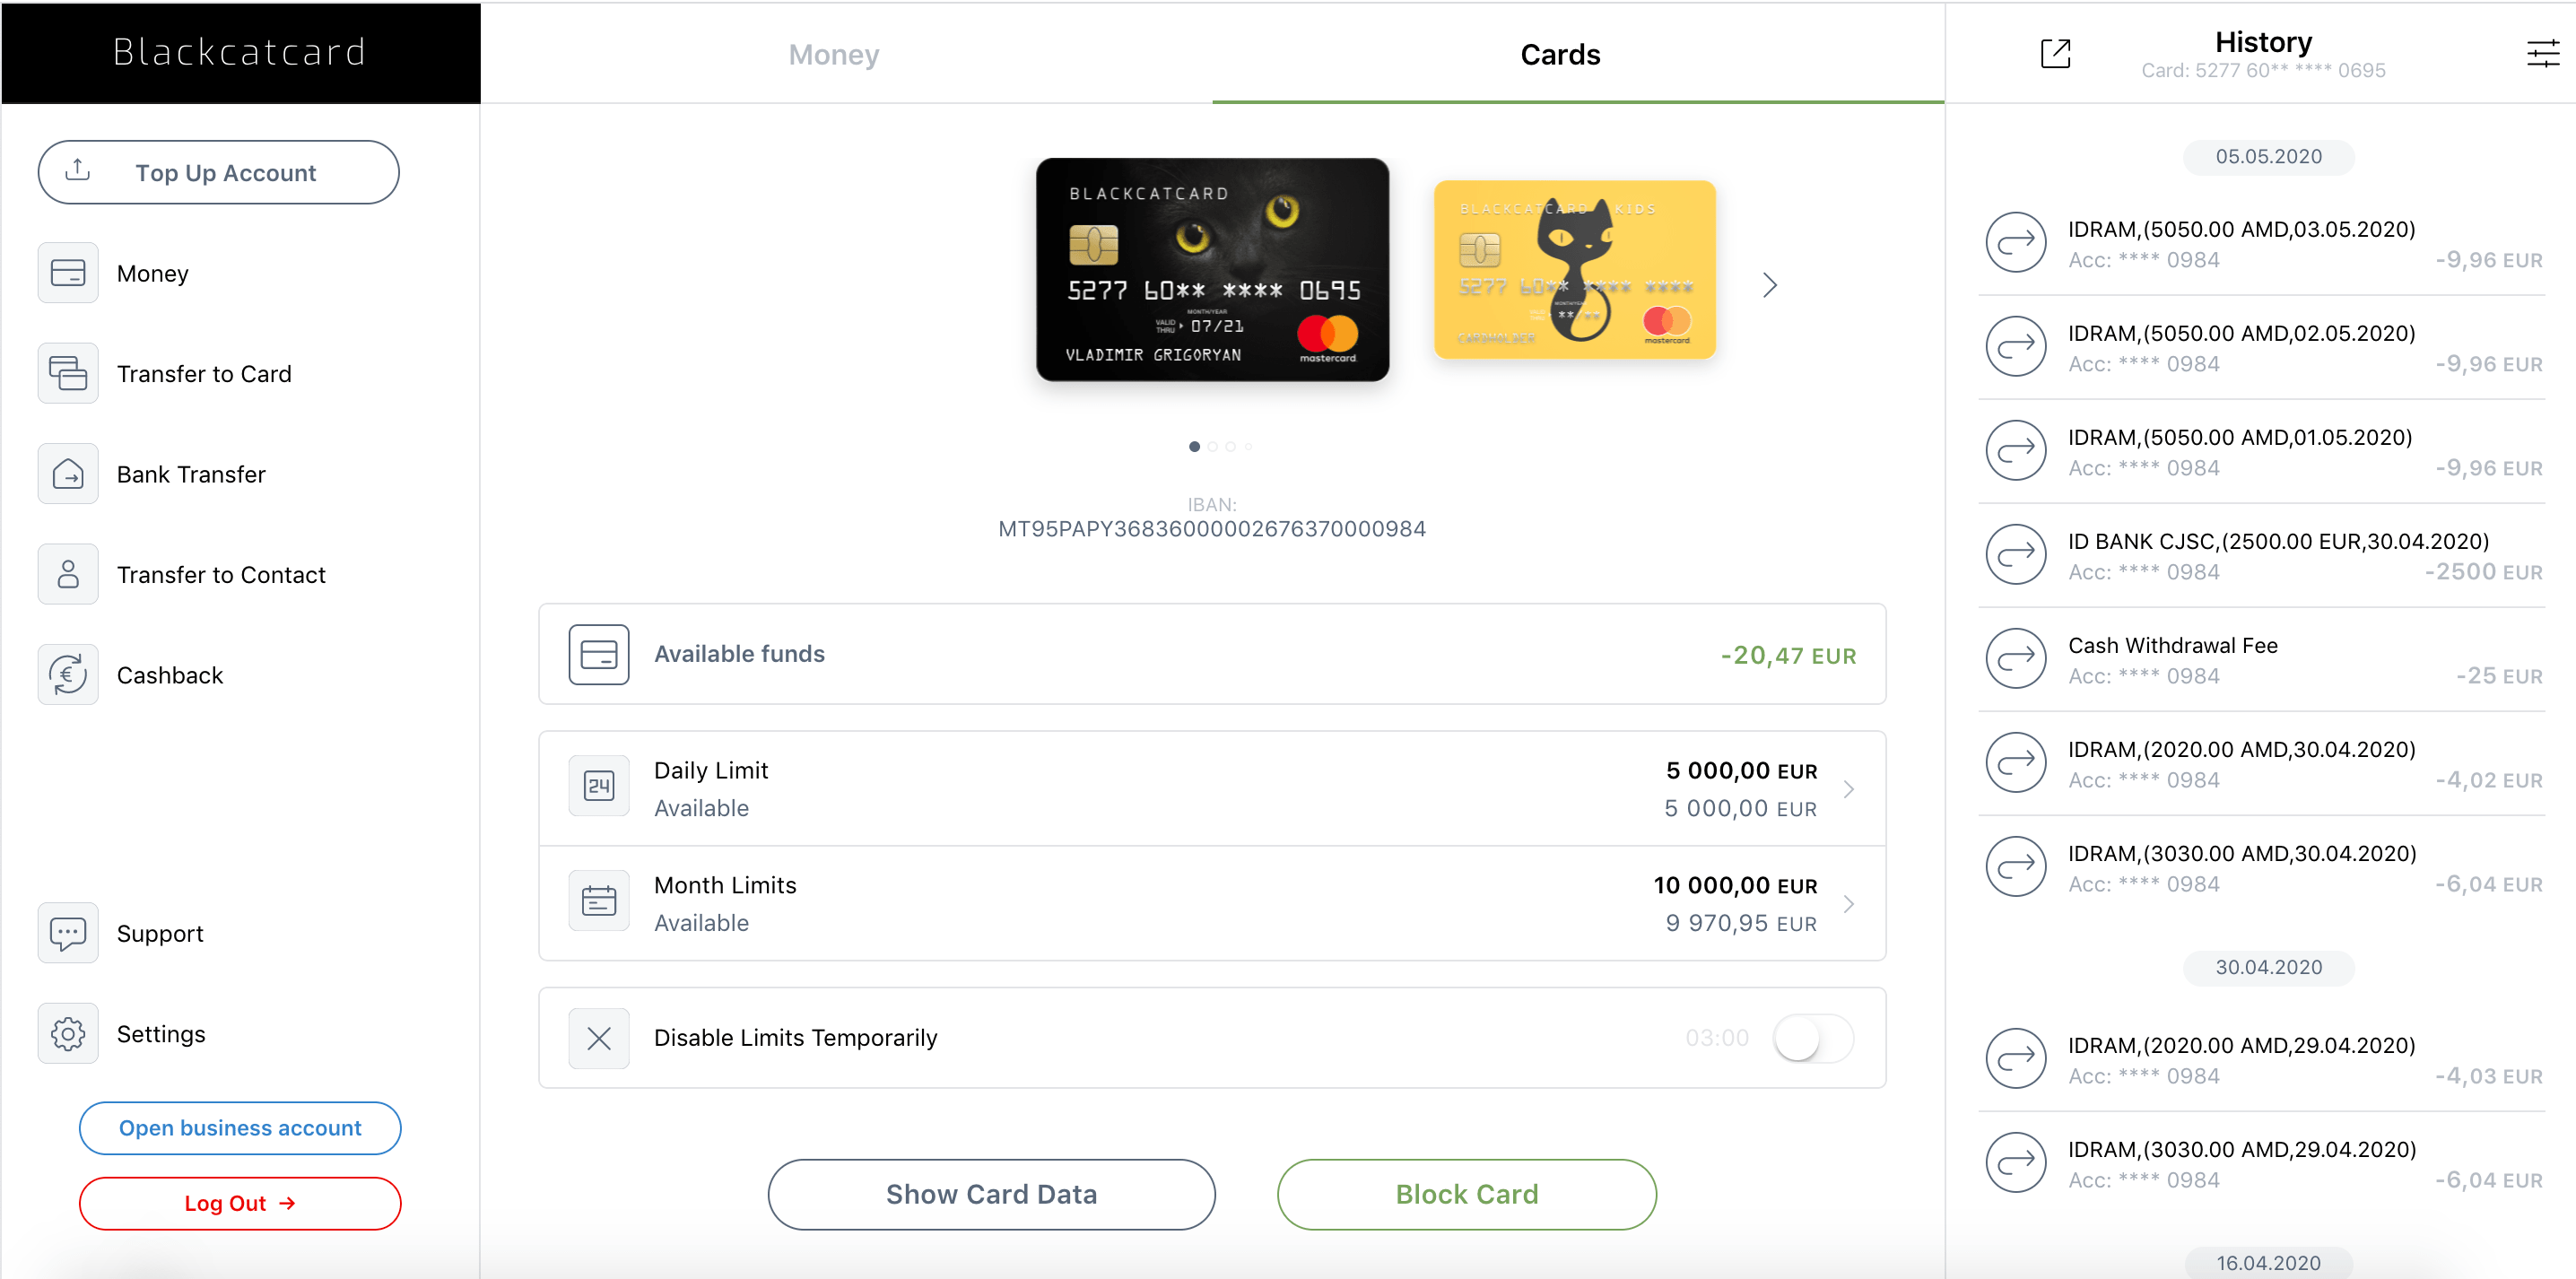 Blackcatcard
Top Up Account
Money
Transfer to Card
Bank Transfer
Transfer to Contact
Cashback
Support
Settings
Open business account
Log Out →
Money
Cards
BLACKCATCARD
5277 60** **** 0695
MONTH/YEAR
VALID THRU 07/21
VLADIMIR GRIGORYAN
mastercard
BLACKCATCARD KIDS
5277 60** **** ****
MONTH/YEAR
**/**
CARDHOLDER
mastercard
IBAN:
MT95PAPY36836000002676370000984
Available funds
-20,47 EUR
24
Daily Limit
5 000,00 EUR
Available
5 000,00 EUR
Month Limits
10 000,00 EUR
Available
9 970,95 EUR
Disable Limits Temporarily
03:00
Show Card Data
Block Card
History
Card: 5277 60** **** 0695
05.05.2020
IDRAM,(5050.00 AMD,03.05.2020)
Acc: **** 0984
-9,96 EUR
IDRAM,(5050.00 AMD,02.05.2020)
Acc: **** 0984
-9,96 EUR
IDRAM,(5050.00 AMD,01.05.2020)
Acc: **** 0984
-9,96 EUR
ID BANK CJSC,(2500.00 EUR,30.04.2020)
Acc: **** 0984
-2500 EUR
Cash Withdrawal Fee
Acc: **** 0984
-25 EUR
IDRAM,(2020.00 AMD,30.04.2020)
Acc: **** 0984
-4,02 EUR
IDRAM,(3030.00 AMD,30.04.2020)
Acc: **** 0984
-6,04 EUR
30.04.2020
IDRAM,(2020.00 AMD,29.04.2020)
Acc: **** 0984
-4,03 EUR
IDRAM,(3030.00 AMD,29.04.2020)
Acc: **** 0984
-6,04 EUR
16.04.2020